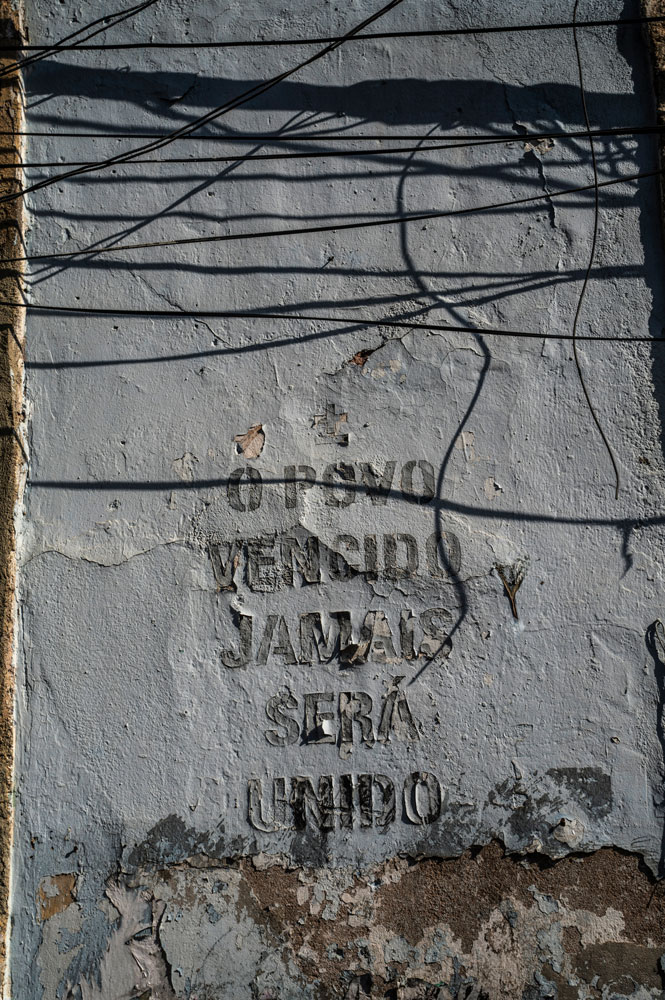 O POVO
VENCIDO
JAMAIS
SERÁ
UNIDO